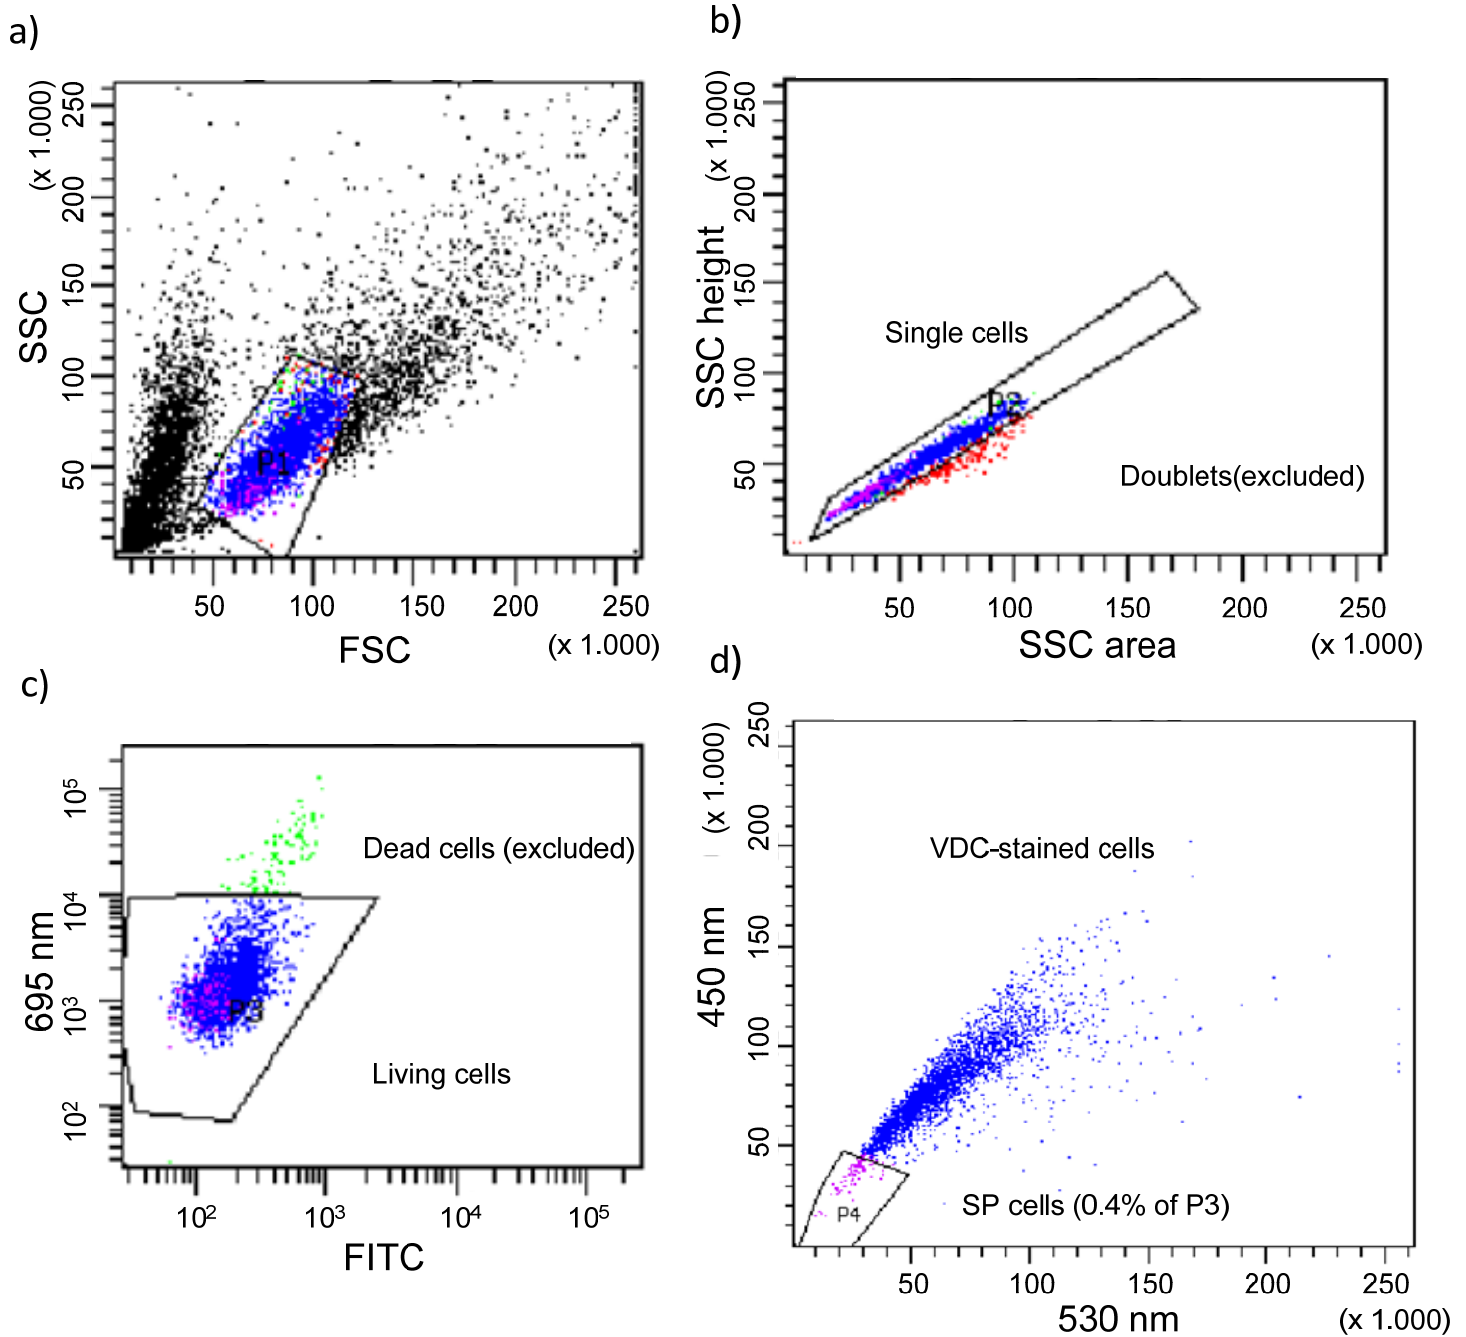 a)
(x 1.000)
250
200
150
100
50
SSC
P1
50 100 150 200 250
FSC
(x 1.000)
b)
(x 1.000)
250
200
150
100
50
SSC height
Single cells
P2
Doublets(excluded)
50 100 150 200 250
SSC area
(x 1.000)
c)
10⁵
10⁴
10³
10²
695 nm
Dead cells (excluded)
P3
Living cells
10² 10³ 10⁴ 10⁵
FITC
d)
(x 1.000)
250
200
150
100
50
450 nm
VDC-stained cells
SP cells (0.4% of P3)
P4
50 100 150 200 250
530 nm
(x 1.000)